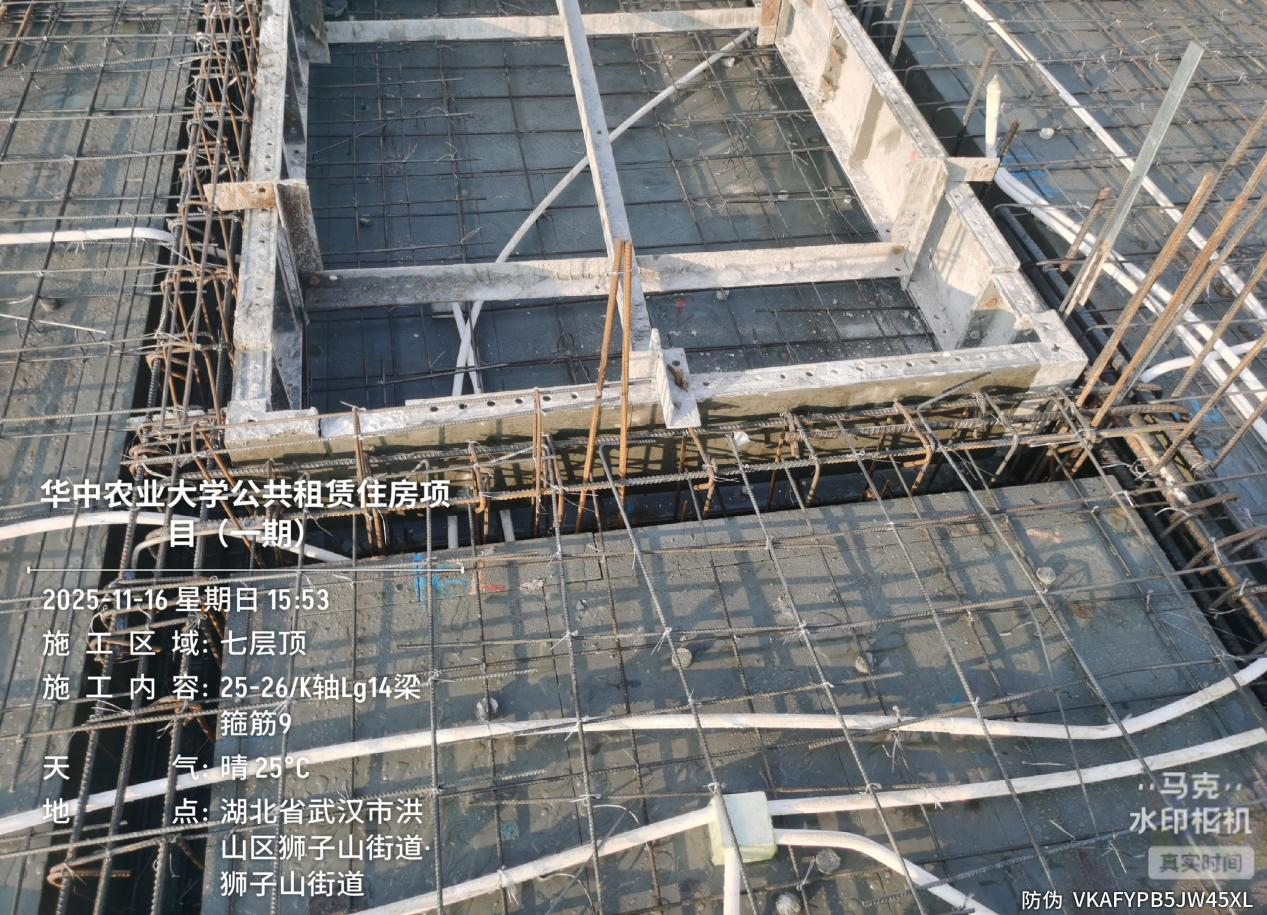 华中农业大学公共租赁住房项
目（一期）
2025-11-16 星期日 15:53
施工区域：七层顶
施工内容：25-26/K轴Lg14梁
箍筋9
天气：晴 25℃
地点：湖北省武汉市洪
山区狮子山街道·
狮子山街道
马克
水印相机
真实时间
防伪 VKAFYPB5JW45XL